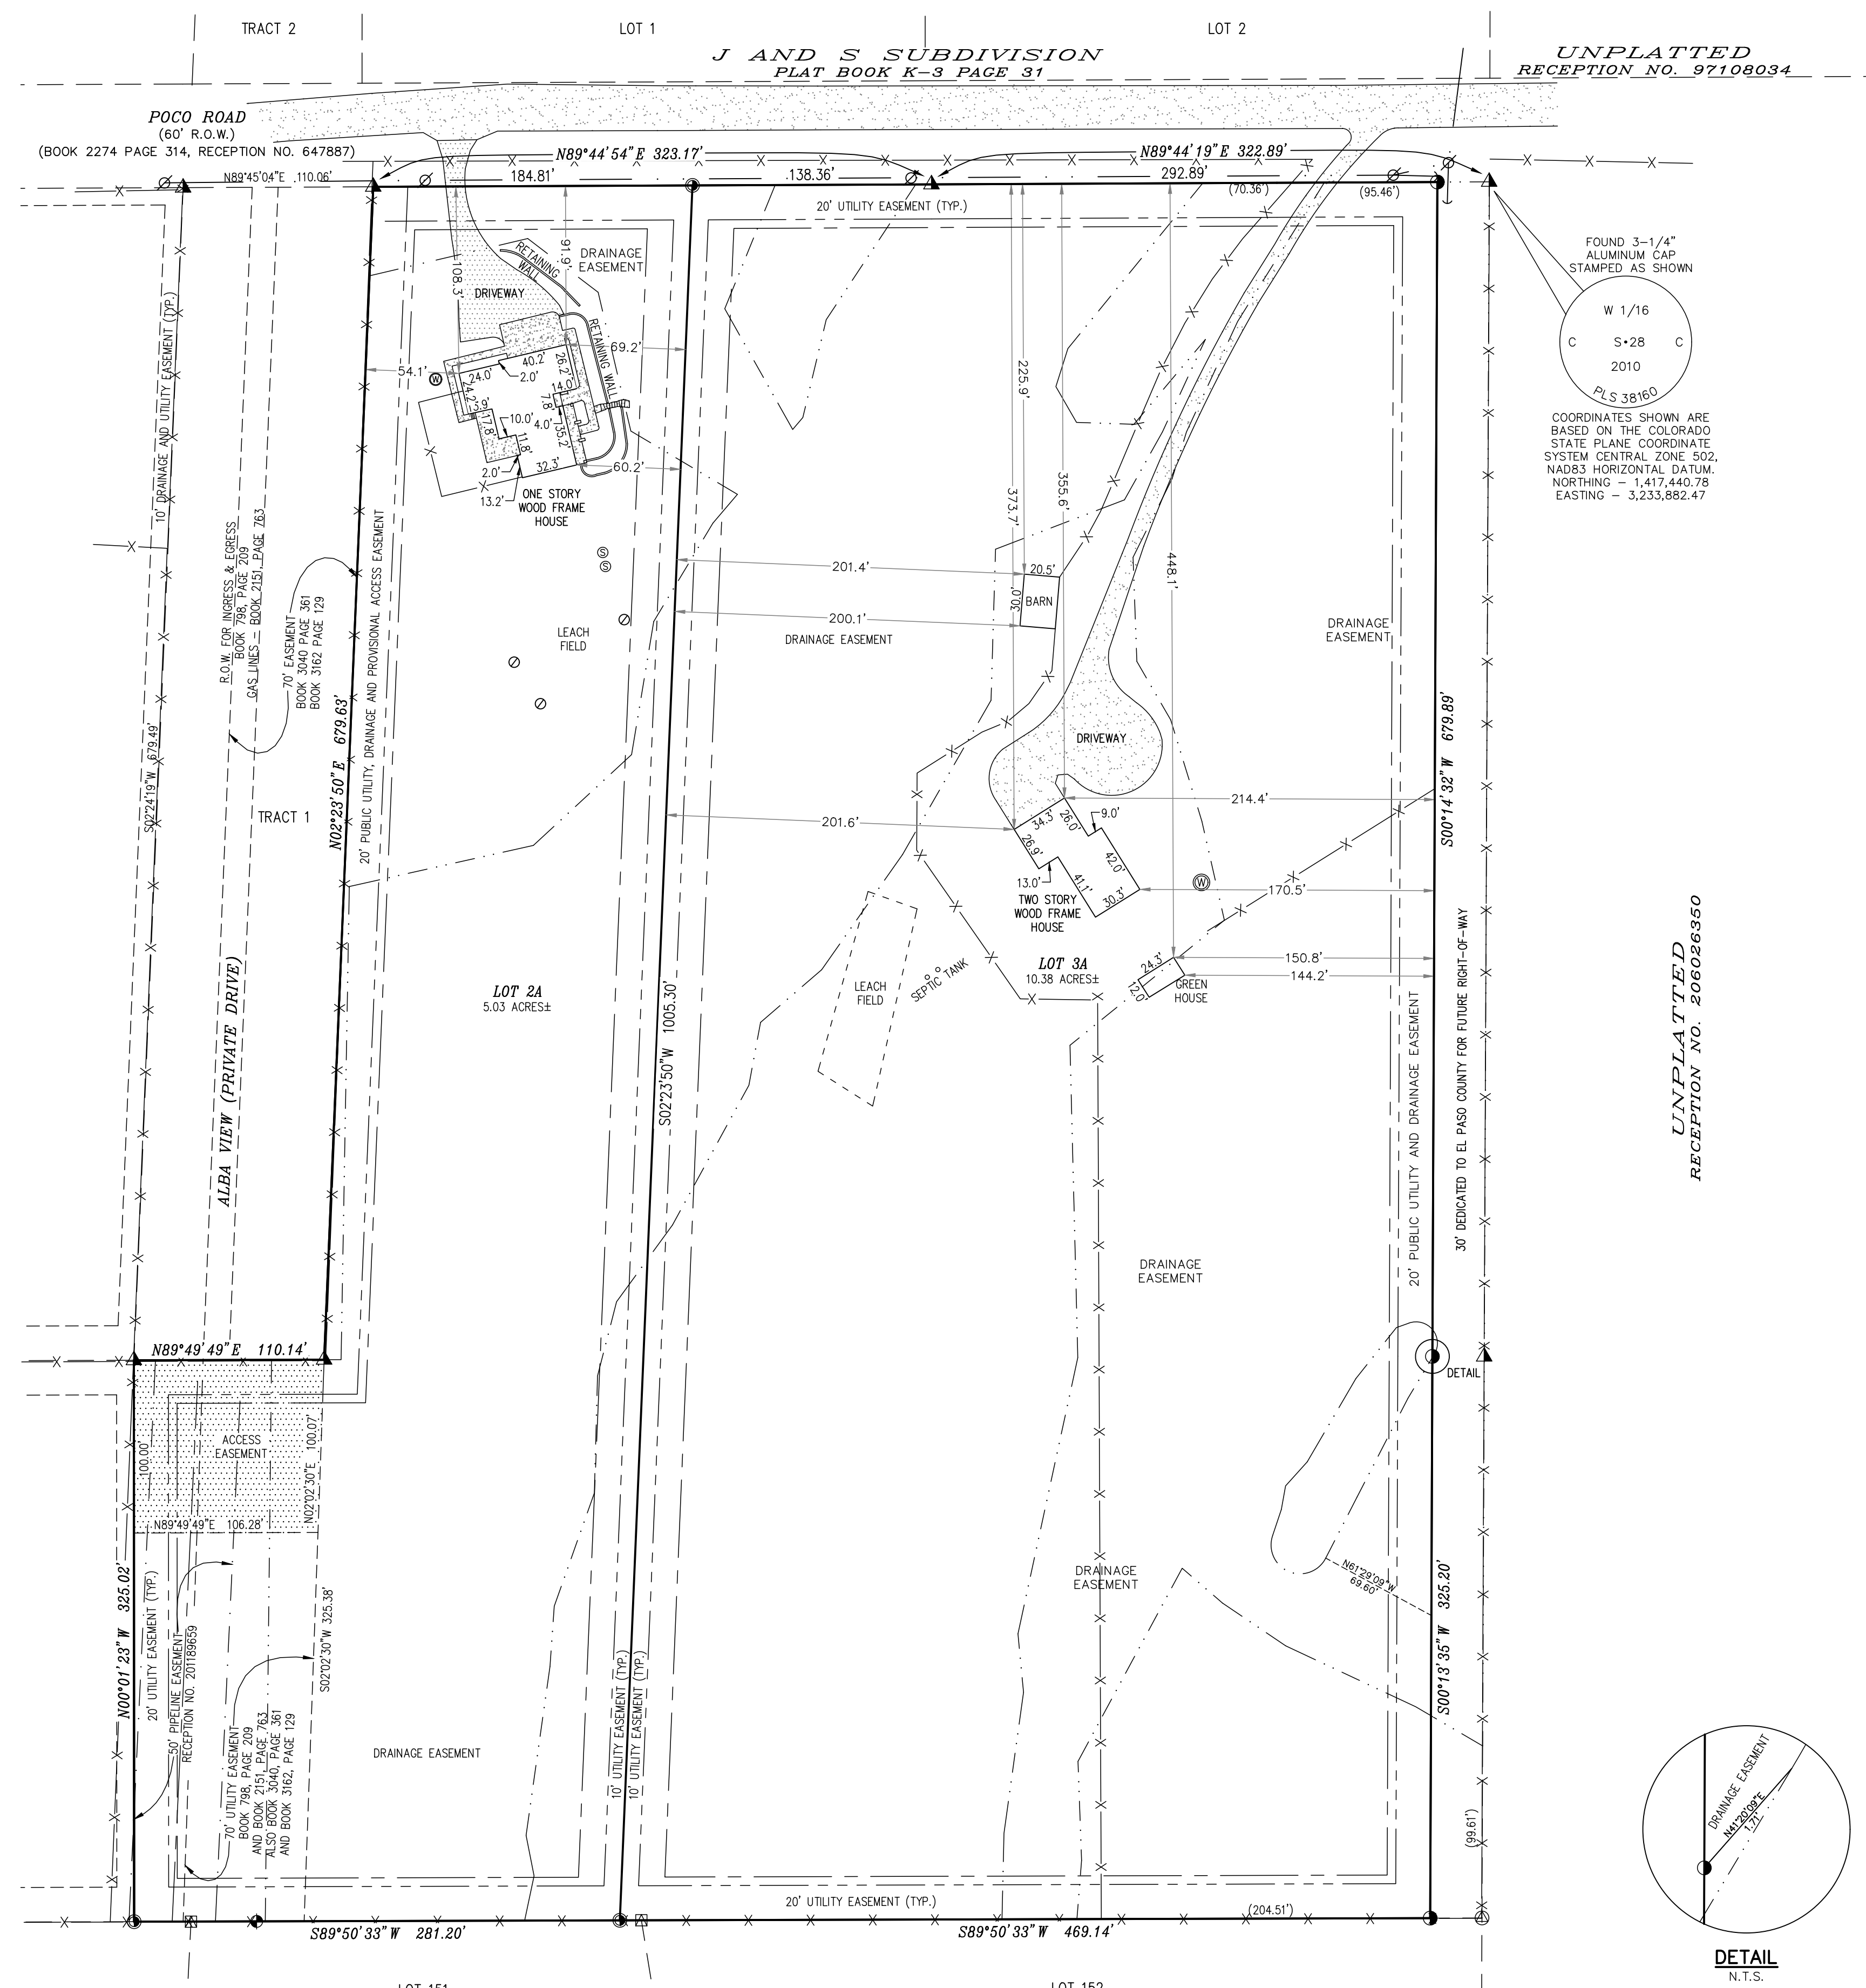 TRACT 2
LOT 1
LOT 2
J AND S SUBDIVISION
PLAT BOOK K-3 PAGE 31
UNPLATTED
RECEPTION NO. 97108034
POCO ROAD
(60' R.O.W.)
(BOOK 2274 PAGE 314, RECEPTION NO. 647887)
N89°44'54"E 323.17'
N89°44'19"E 322.89'
N89°45'04"E 110.06'
184.81'
138.36'
292.89'
(70.36')
(95.46')
20' UTILITY EASEMENT (TYP.)
FOUND 3-1/4"
ALUMINUM CAP
STAMPED AS SHOWN
W 1/16
C S•28 C
2010
PLS 38160
COORDINATES SHOWN ARE
BASED ON THE COLORADO
STATE PLANE COORDINATE
SYSTEM CENTRAL ZONE 502,
NAD83 HORIZONTAL DATUM.
NORTHING – 1,417,440.78
EASTING – 3,233,882.47
10' DRAINAGE AND UTILITY EASEMENT (TYP.)
91.9'
108.3'
RETAINING
WALL
DRAINAGE
EASEMENT
DRIVEWAY
RETAINING WALL
69.2'
54.1'
W
40.2'
24.0'
2.0'
26.2'
14.0'
24.2'
7.8'
3.9'
17.8'
10.0'
4.0'
11.8'
35.2'
2.0'
32.3'
60.2'
13.2'
ONE STORY
WOOD FRAME
HOUSE
225.9'
373.7'
355.6'
448.1'
S
S
201.4'
20.5'
30.0'
BARN
200.1'
DRAINAGE EASEMENT
LEACH
FIELD
DRAINAGE
EASEMENT
R.O.W. FOR INGRESS & EGRESS
BOOK 798, PAGE 209
GAS LINES - BOOK 2151, PAGE 763
70' EASEMENT
BOOK 3040 PAGE 361
BOOK 3162 PAGE 129
S02°24'19"W 679.49'
N02°23'50"E 679.63'
20' PUBLIC UTILITY, DRAINAGE AND PROVISIONAL ACCESS EASEMENT
TRACT 1
DRIVEWAY
214.4'
201.6'
34.3'
26.0'
9.0'
26.9'
42.0'
13.0'
41.1'
30.3'
W
170.5'
TWO STORY
WOOD FRAME
HOUSE
S00°14'32"W 679.89'
LOT 3A
10.38 ACRES±
24.3'
12.0'
GREEN
HOUSE
150.8'
144.2'
LEACH
FIELD
SEPTIC TANK
LOT 2A
5.03 ACRES±
S02°23'50"W 1005.30'
ALBA VIEW (PRIVATE DRIVE)
20' PUBLIC UTILITY AND DRAINAGE EASEMENT
30' DEDICATED TO EL PASO COUNTY FOR FUTURE RIGHT-OF-WAY
UNPLATTED
RECEPTION NO. 206026350
DRAINAGE
EASEMENT
N89°49'49"E 110.14'
DETAIL
ACCESS
EASEMENT
100.00'
N02°02'30"E 100.07'
N89°49'49"E 106.28'
N00°01'23"W 325.02'
20' UTILITY EASEMENT (TYP.)
50' PIPELINE EASEMENT
RECEPTION NO. 201189659
S02°02'30"W 325.38'
70' UTILITY EASEMENT
BOOK 798, PAGE 209
AND BOOK 2151, PAGE 763
ALSO BOOK 3040, PAGE 361
AND BOOK 3162, PAGE 129
DRAINAGE EASEMENT
10' UTILITY EASEMENT (TYP.)
10' UTILITY EASEMENT (TYP.)
DRAINAGE
EASEMENT
N61°29'09"W
69.60'
S00°13'35"W 325.20'
(99.61')
20' UTILITY EASEMENT (TYP.)
(204.51')
S89°50'33"W 281.20'
S89°50'33"W 469.14'
DRAINAGE EASEMENT
N41°20'09"E
1.71'
DETAIL
N.T.S.
LOT 151
LOT 152